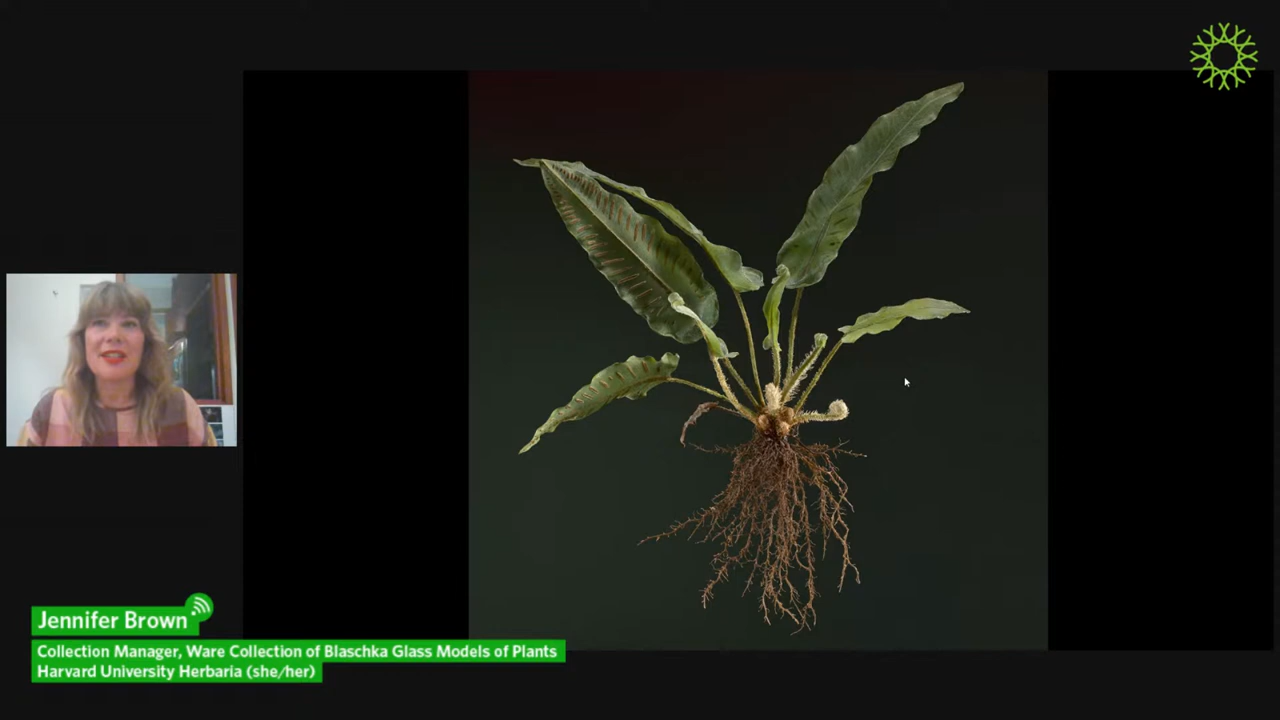 Jennifer Brown
Collection Manager, Ware Collection of Blaschka Glass Models of Plants
Harvard University Herbaria (she/her)